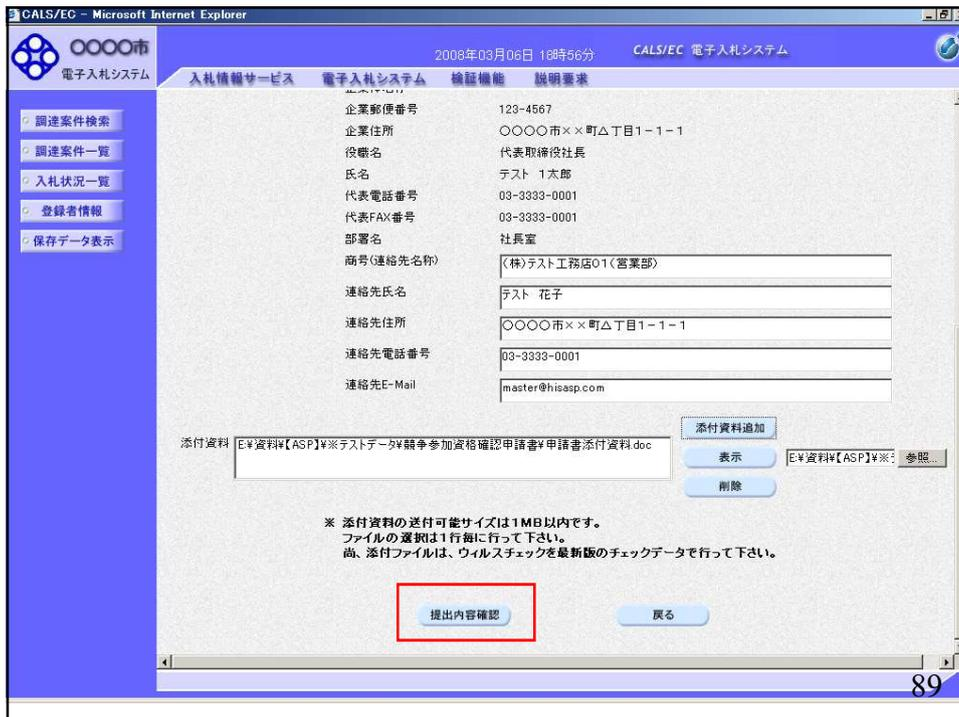 CALS/EC - Microsoft Internet Explorer
〇〇〇〇市
電子入札システム
2008年03月06日 18時56分
CALS/EC 電子入札システム
入札情報サービス 電子入札システム 検証機能 説明要求
調達案件検索
調達案件一覧
入札状況一覧
登録者情報
保存データ表示
企業郵便番号 123-4567
企業住所 〇〇〇〇市××町△丁目1-1-1
役職名 代表取締役社長
氏名 テスト 1太郎
代表電話番号 03-3333-0001
代表FAX番号 03-3333-0001
部署名 社長室
商号(連絡先名称) (株)テスト工務店01(営業部)
連絡先氏名 テスト 花子
連絡先住所 〇〇〇〇市××町△丁目1-1-1
連絡先電話番号 03-3333-0001
連絡先E-Mail master@hisasp.com
添付資料 E:¥資料¥【ASP】¥※テストデータ¥競争参加資格確認申請書¥申請書添付資料.doc
添付資料追加
表示 E:¥資料¥【ASP】¥※ 参照...
削除
※ 添付資料の送付可能サイズは1MB以内です。
ファイルの選択は1行毎に行って下さい。
尚、添付ファイルは、ウィルスチェックを最新版のチェックデータで行って下さい。
提出内容確認 戻る
89